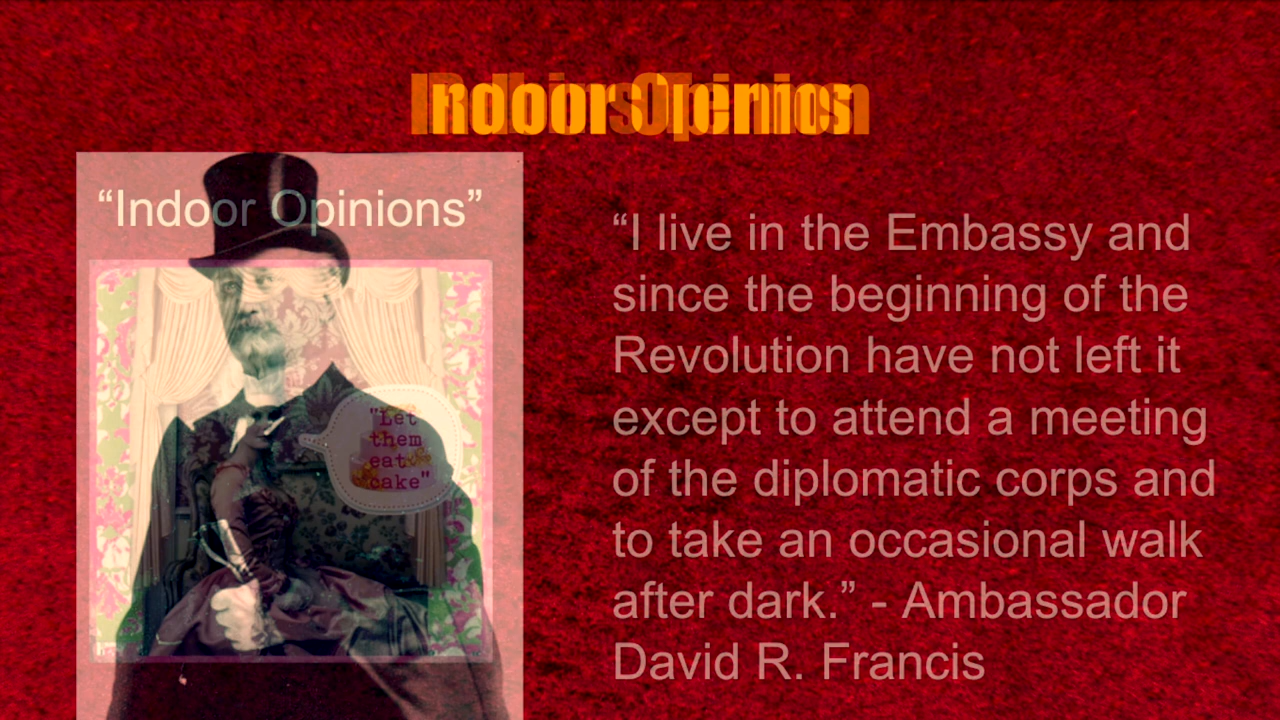 Indoor Opinion
“Indoor Opinions”
"Let
them
eat
cake"
“I live in the Embassy and
since the beginning of the
Revolution have not left it
except to attend a meeting
of the diplomatic corps and
to take an occasional walk
after dark.” - Ambassador
David R. Francis